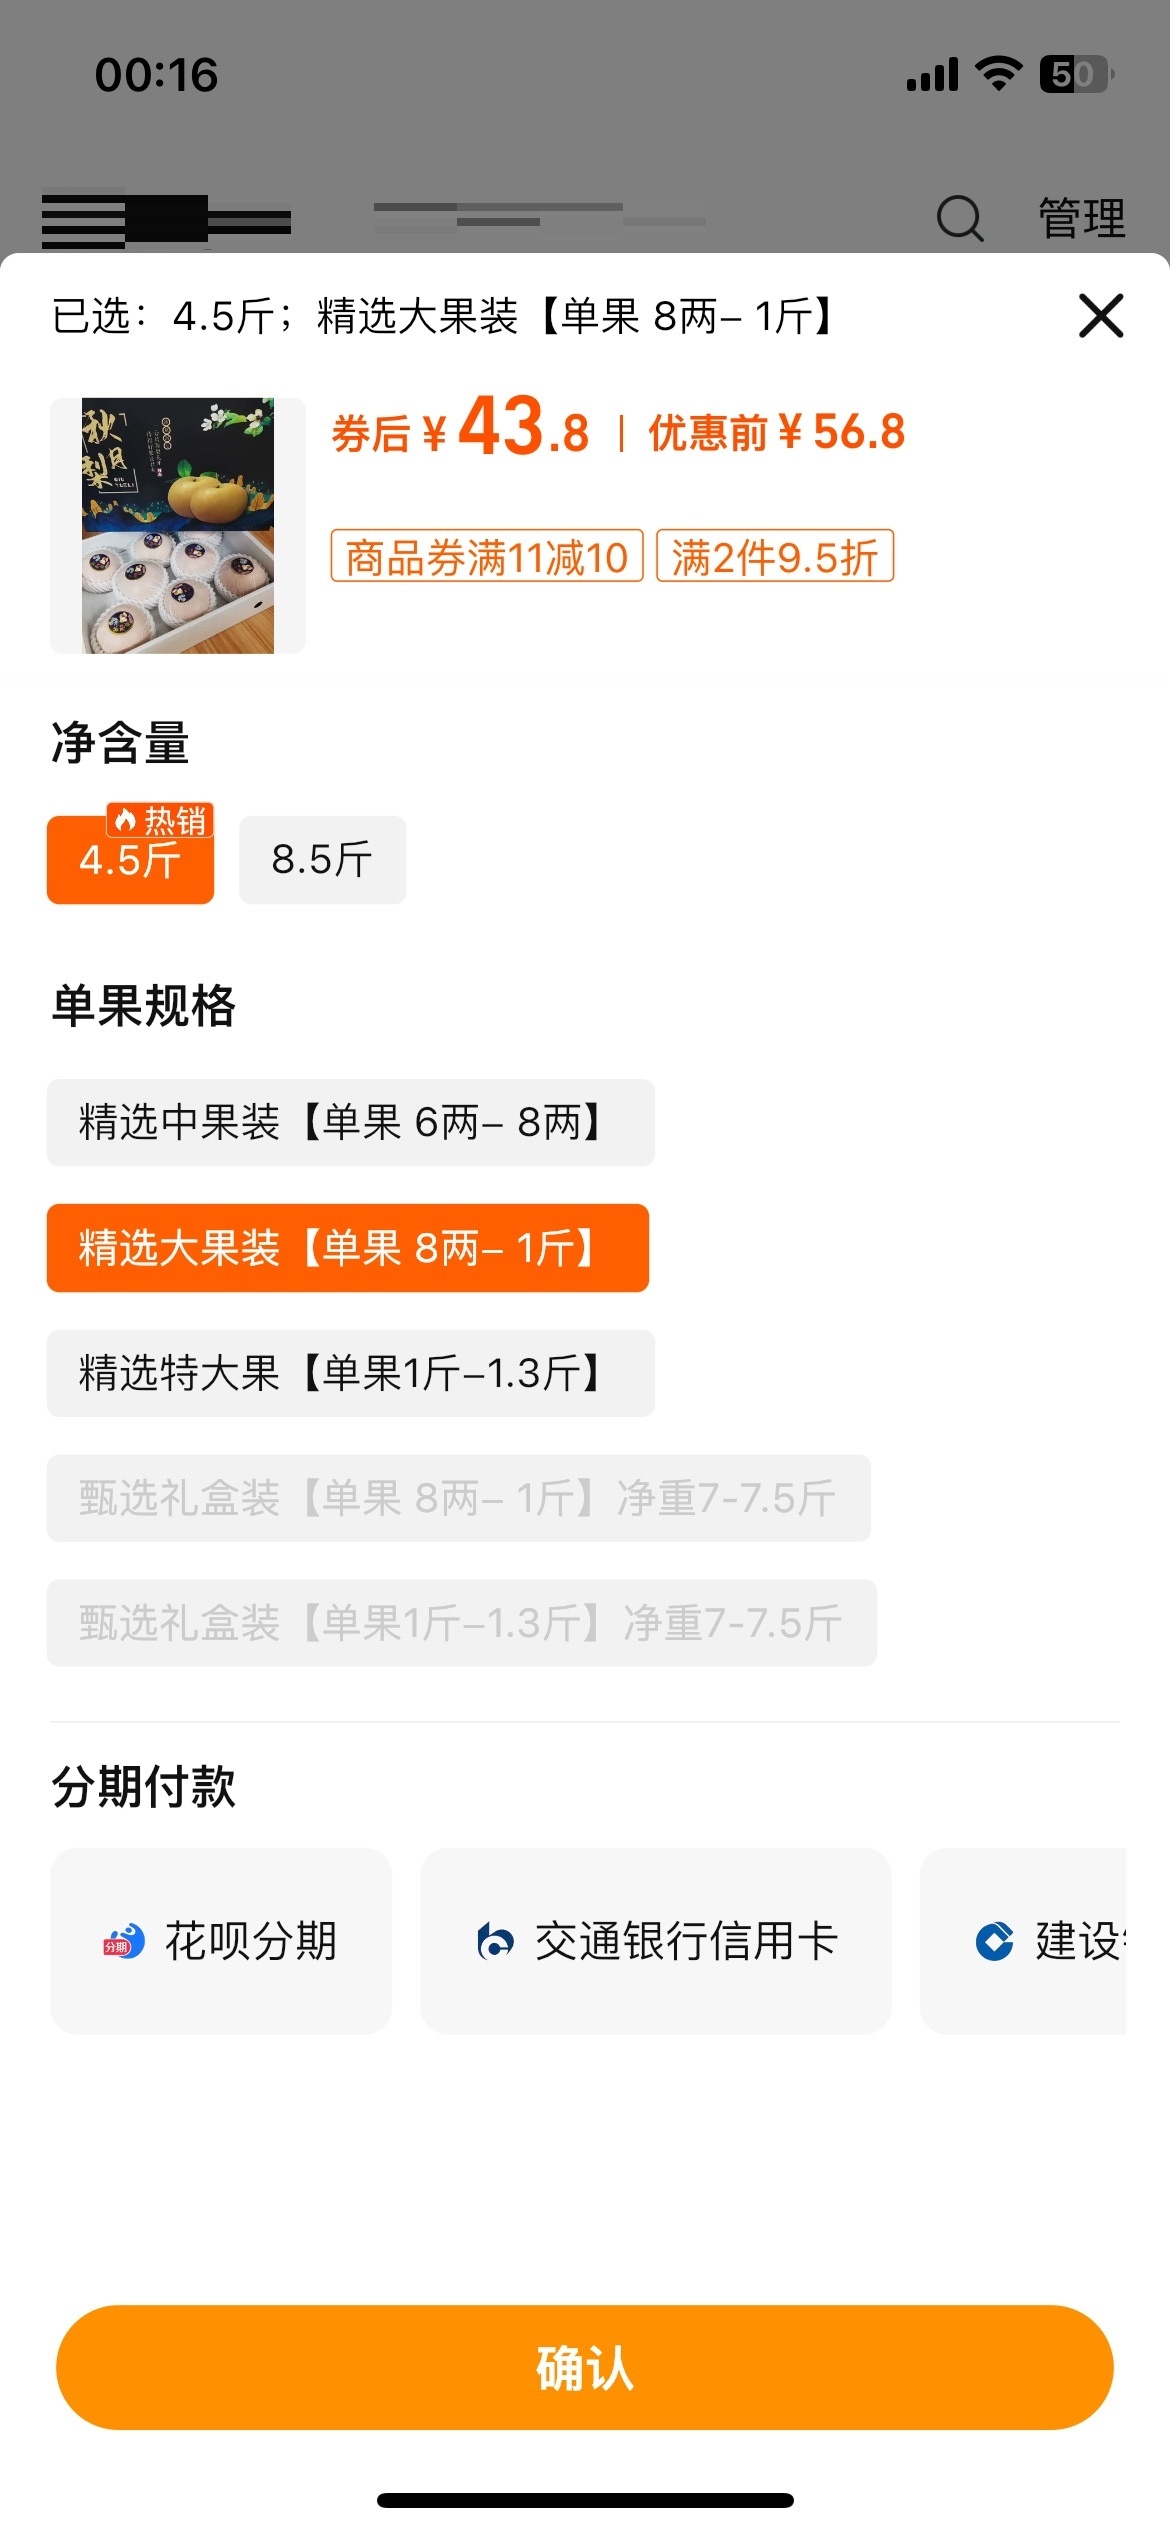 00:16
50
管理
已选：4.5斤；精选大果装【单果 8两– 1斤】
秋月梨
券后 ¥ 43.8 | 优惠前 ¥ 56.8
商品券满11减10 满2件9.5折
净含量
热销
4.5斤 8.5斤
单果规格
精选中果装【单果 6两– 8两】
精选大果装【单果 8两– 1斤】
精选特大果【单果1斤–1.3斤】
甄选礼盒装【单果 8两– 1斤】净重7-7.5斤
甄选礼盒装【单果1斤–1.3斤】净重7-7.5斤
分期付款
分期 花呗分期 交通银行信用卡 建设
确认